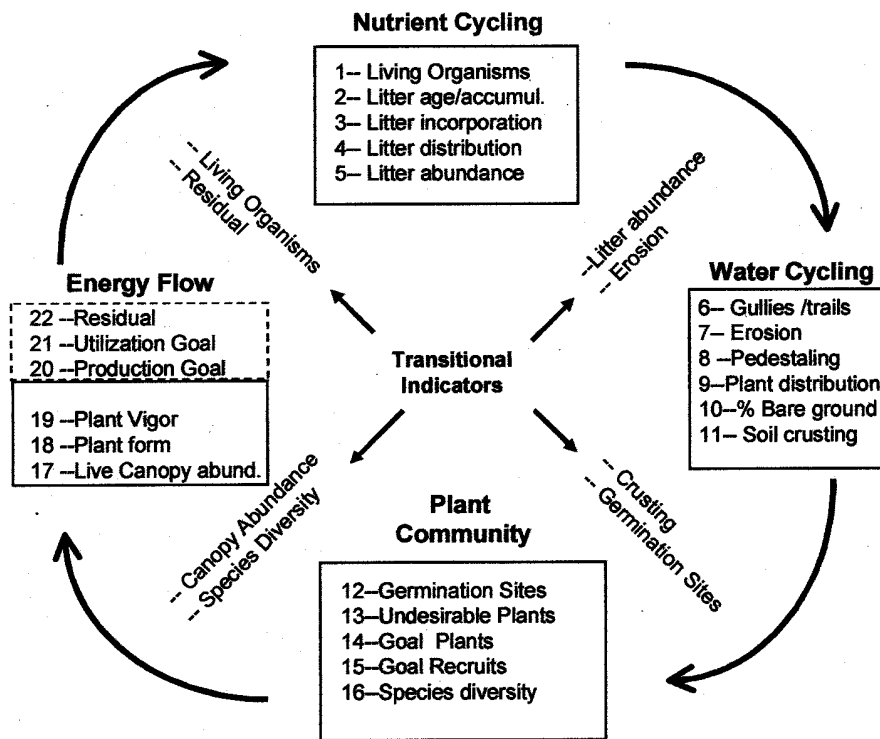 Nutrient Cycling
1-- Living Organisms
2-- Litter age/accumul.
3-- Litter incorporation
4-- Litter distribution
5-- Litter abundance
-- Living Organisms
-- Residual
--Litter abundance
-- Erosion
Energy Flow
22 --Residual
21 --Utilization Goal
20 --Production Goal
19 --Plant Vigor
18 --Plant form
17 --Live Canopy abund.
Transitional
Indicators
Water Cycling
6-- Gullies /trails
7-- Erosion
8 --Pedestaling
9--Plant distribution
10--% Bare ground
11-- Soil crusting
-- Canopy Abundance
-- Species Diversity
-- Crusting
-- Germination Sites
Plant
Community
12--Germination Sites
13--Undesirable Plants
14--Goal Plants
15--Goal Recruits
16--Species diversity